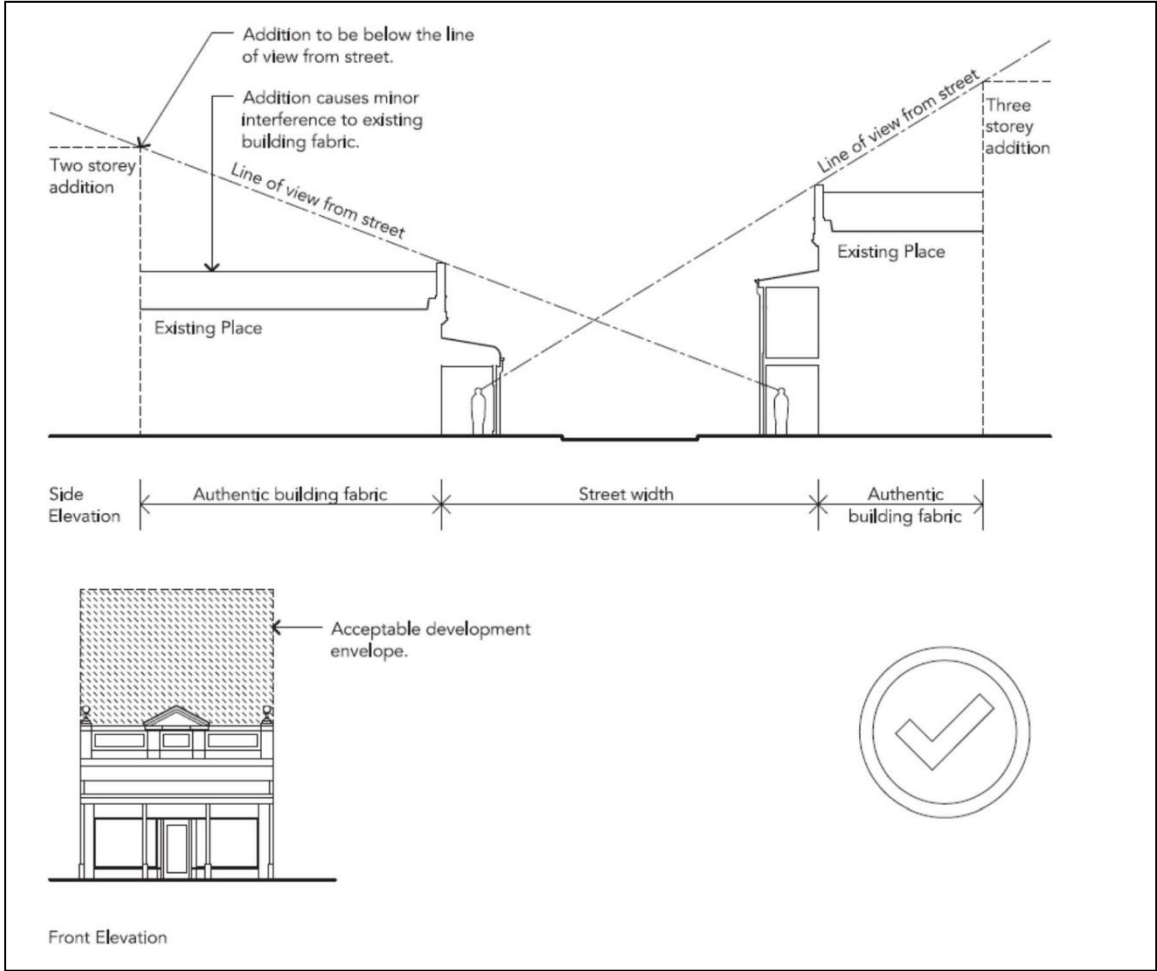 Addition to be below the line
of view from street.
Addition causes minor
interference to existing
building fabric.
Two storey
addition
Line of view from street
Existing Place
Line of view from street
Three
storey
addition
Existing Place
Side
Elevation
Authentic building fabric
Street width
Authentic
building fabric
Acceptable development
envelope.
Front Elevation